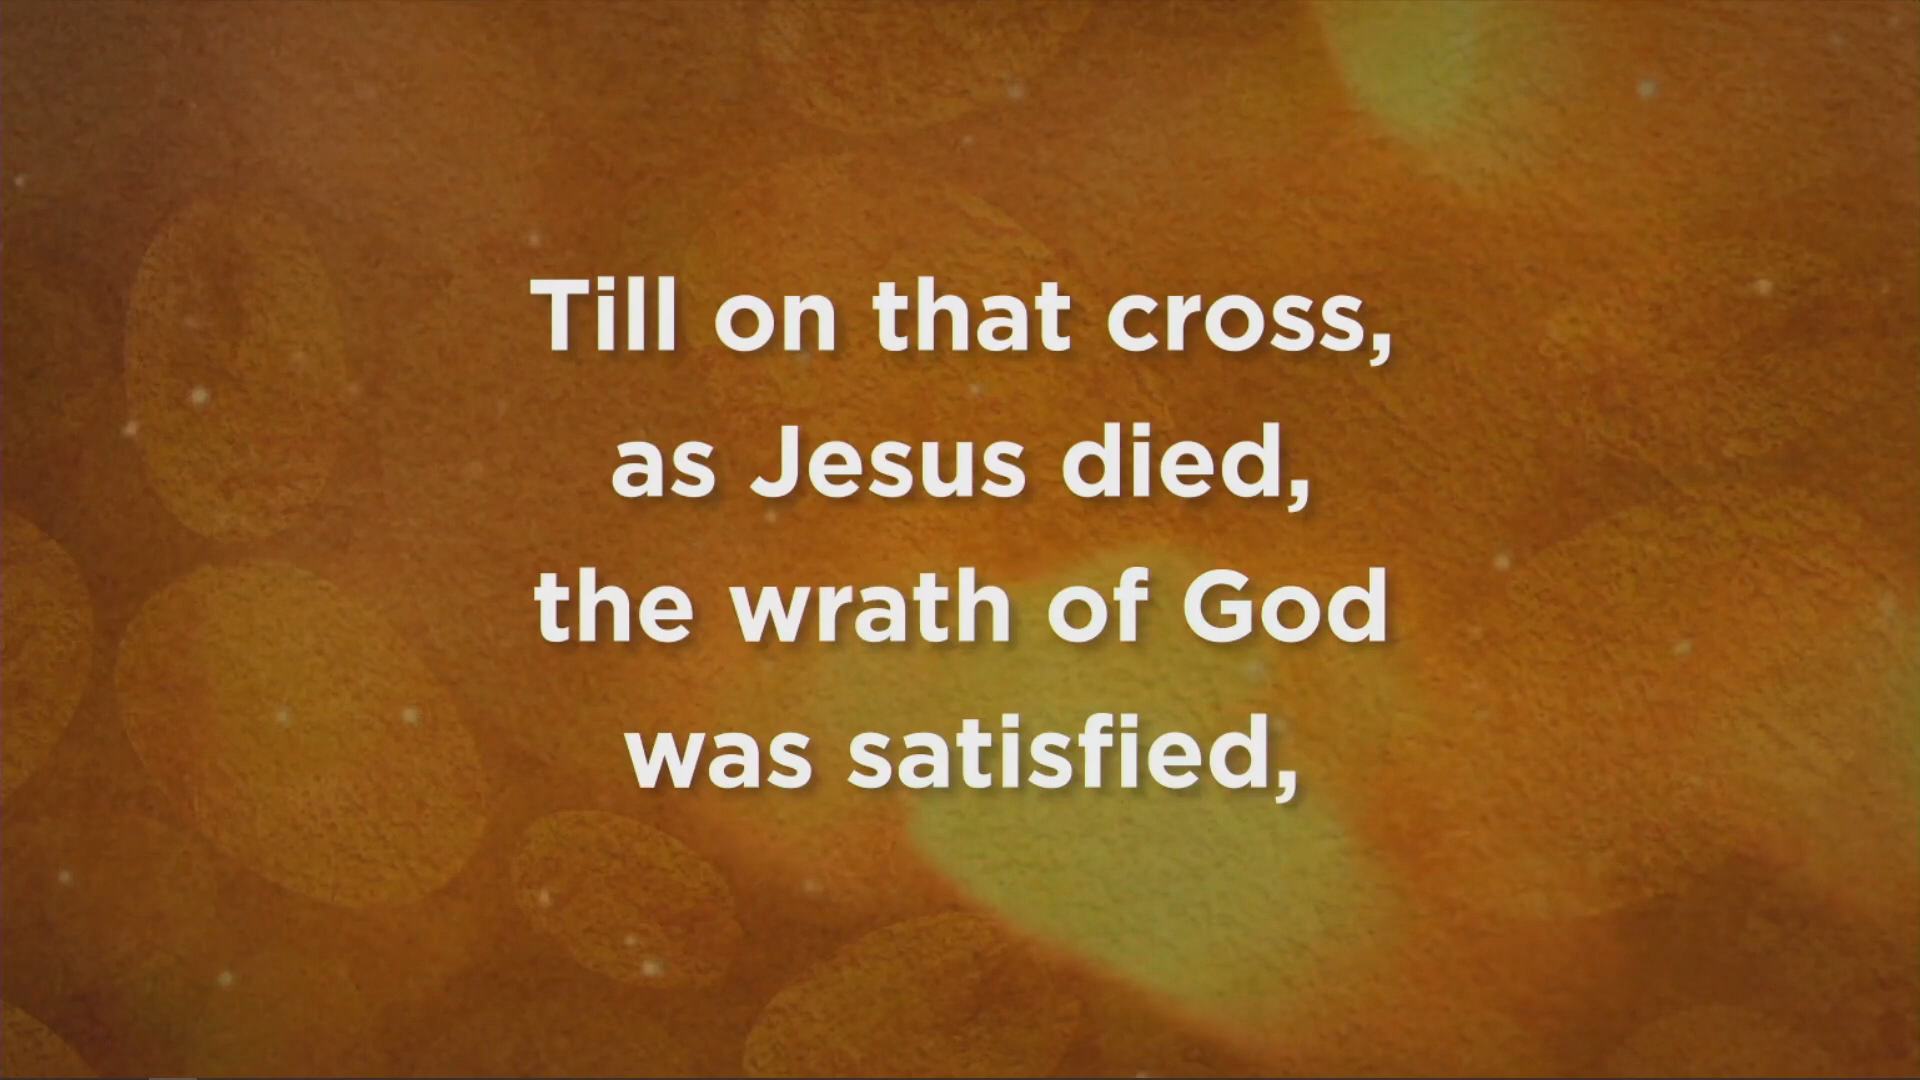 Till on that cross,
as Jesus died,
the wrath of God
was satisfied,